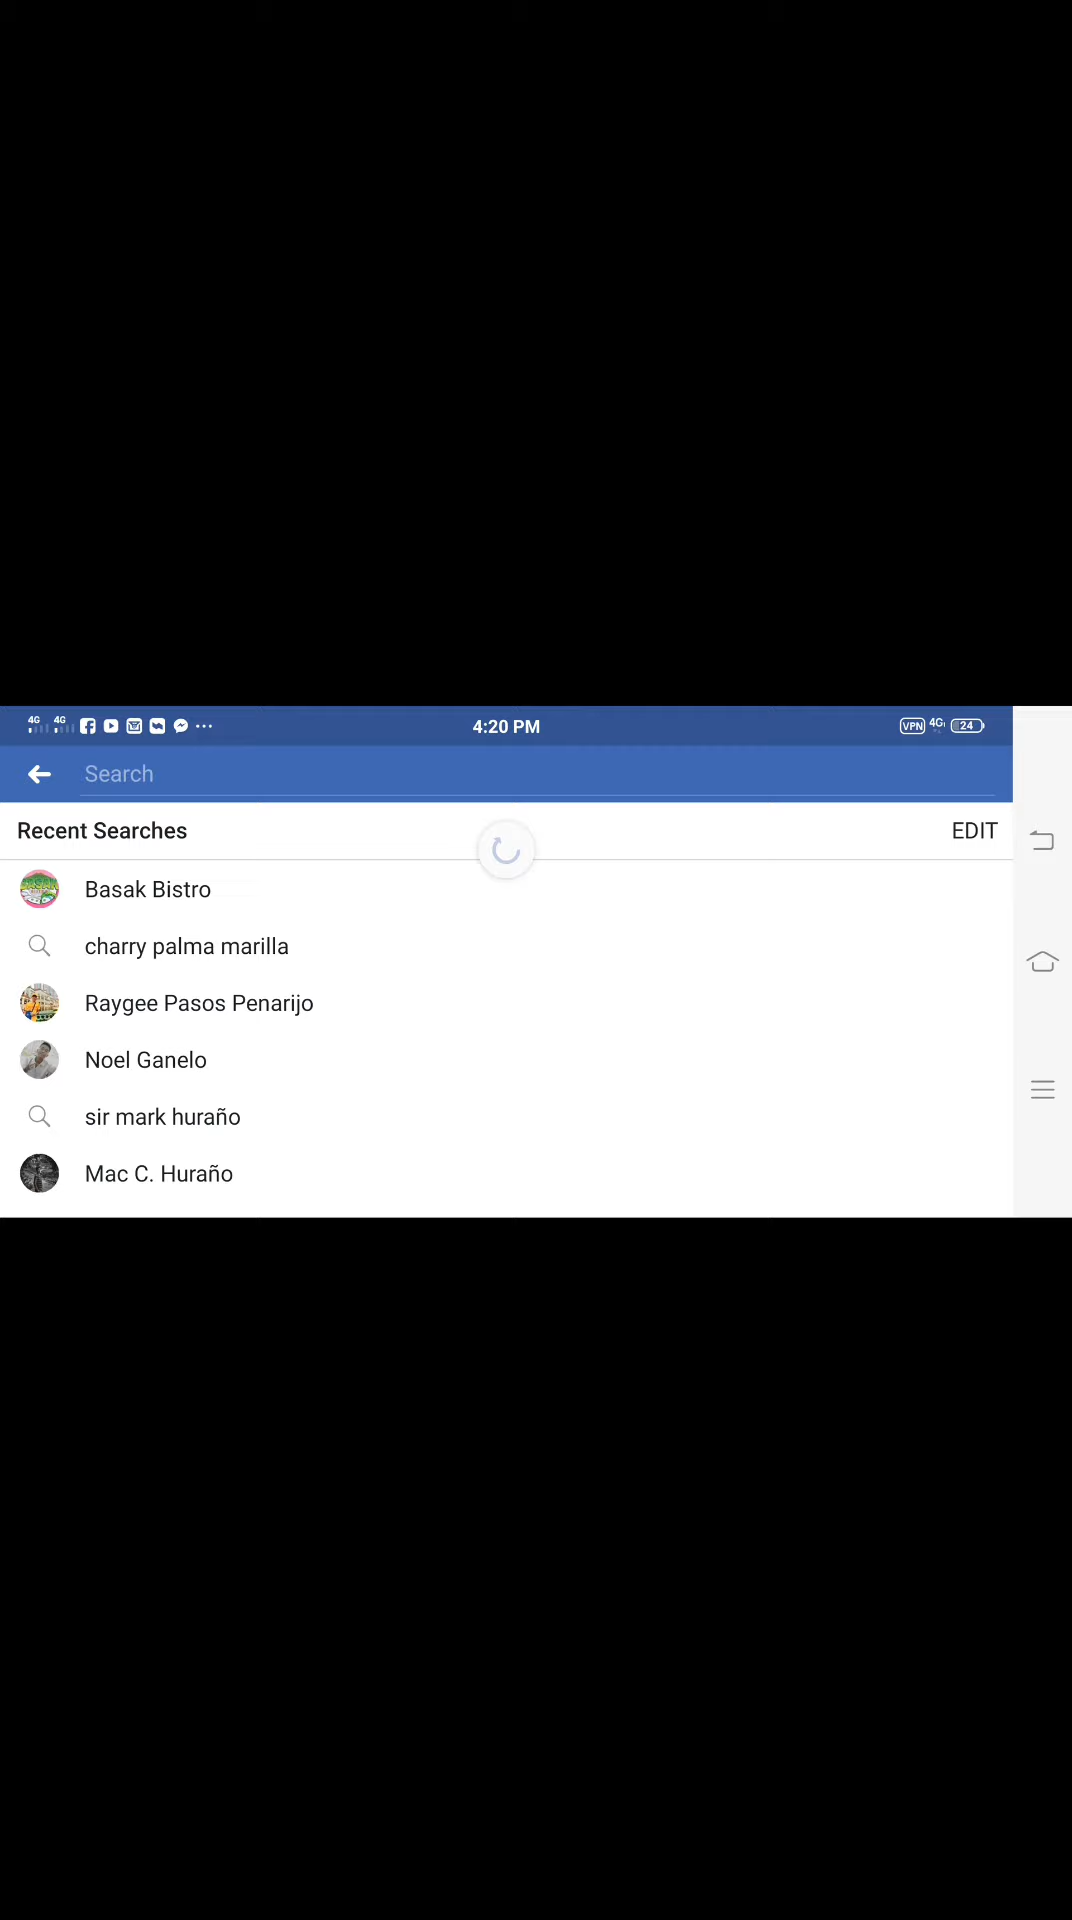 4G 4G 4:20 PM VPN 4G 24
Search
Recent Searches EDIT
BASAK
Basak Bistro
charry palma marilla
Raygee Pasos Penarijo
Noel Ganelo
sir mark huraño
Mac C. Huraño